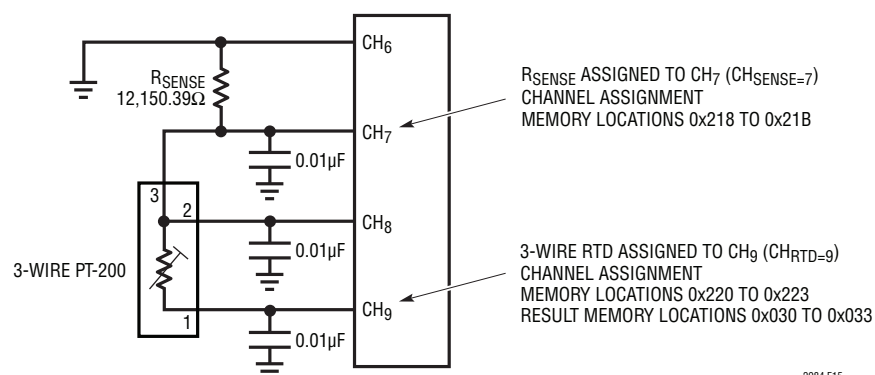 CH6
RSENSE
12,150.39Ω
CH7
0.01µF
RSENSE ASSIGNED TO CH7 (CHSENSE=7)
CHANNEL ASSIGNMENT
MEMORY LOCATIONS 0x218 TO 0x21B
3
2
CH8
0.01µF
3-WIRE PT-200
1
CH9
0.01µF
3-WIRE RTD ASSIGNED TO CH9 (CHRTD=9)
CHANNEL ASSIGNMENT
MEMORY LOCATIONS 0x220 TO 0x223
RESULT MEMORY LOCATIONS 0x030 TO 0x033